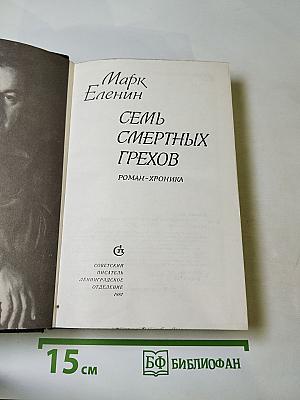 Марк
Еленин
СЕМЬ
СМЕРТНЫХ
ГРЕХОВ
РОМАН-ХРОНИКА
СОВЕТСКИЙ
ПИСАТЕЛЬ
ЛЕНИНГРАДСКОЕ
ОТДЕЛЕНИЕ
15 см
БФ БИБЛИОФАН